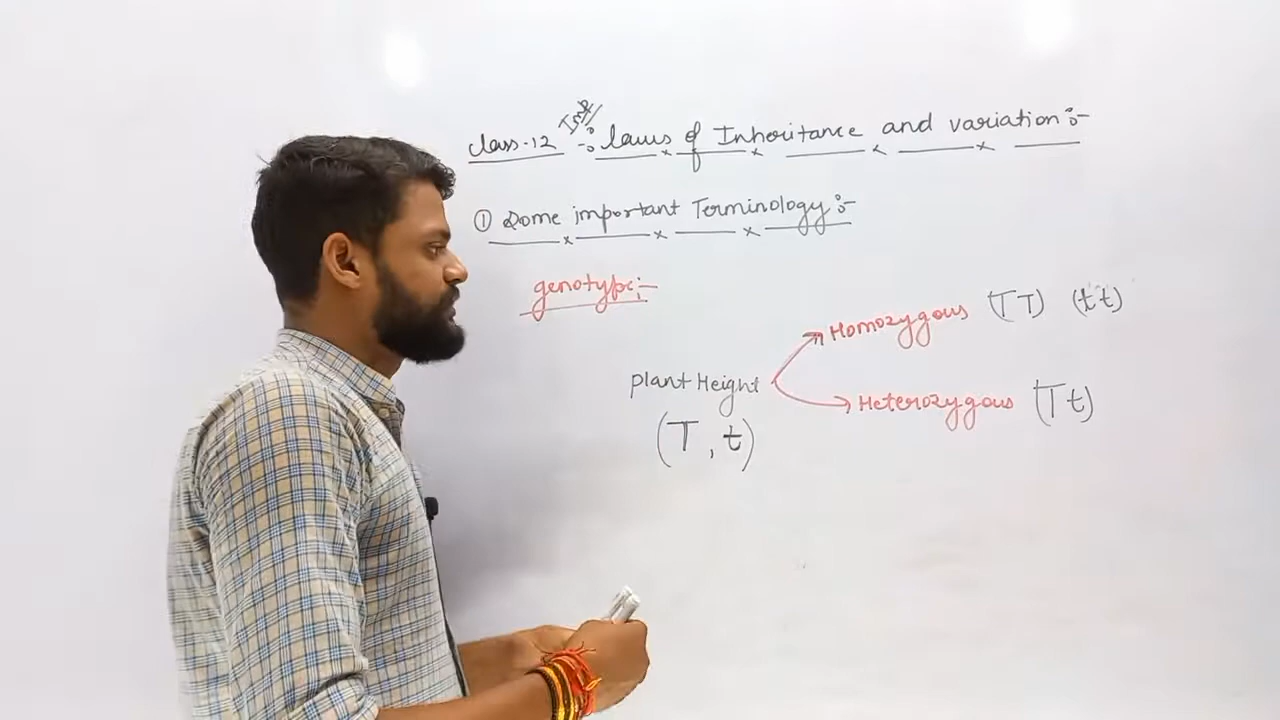 Class-12 Imp :- laws of Inheritance and variation :-
① Some important Terminology :-
genotype :-
Homozygous (TT) (tt)
plant Height
Heterozygous (Tt)
(T, t)